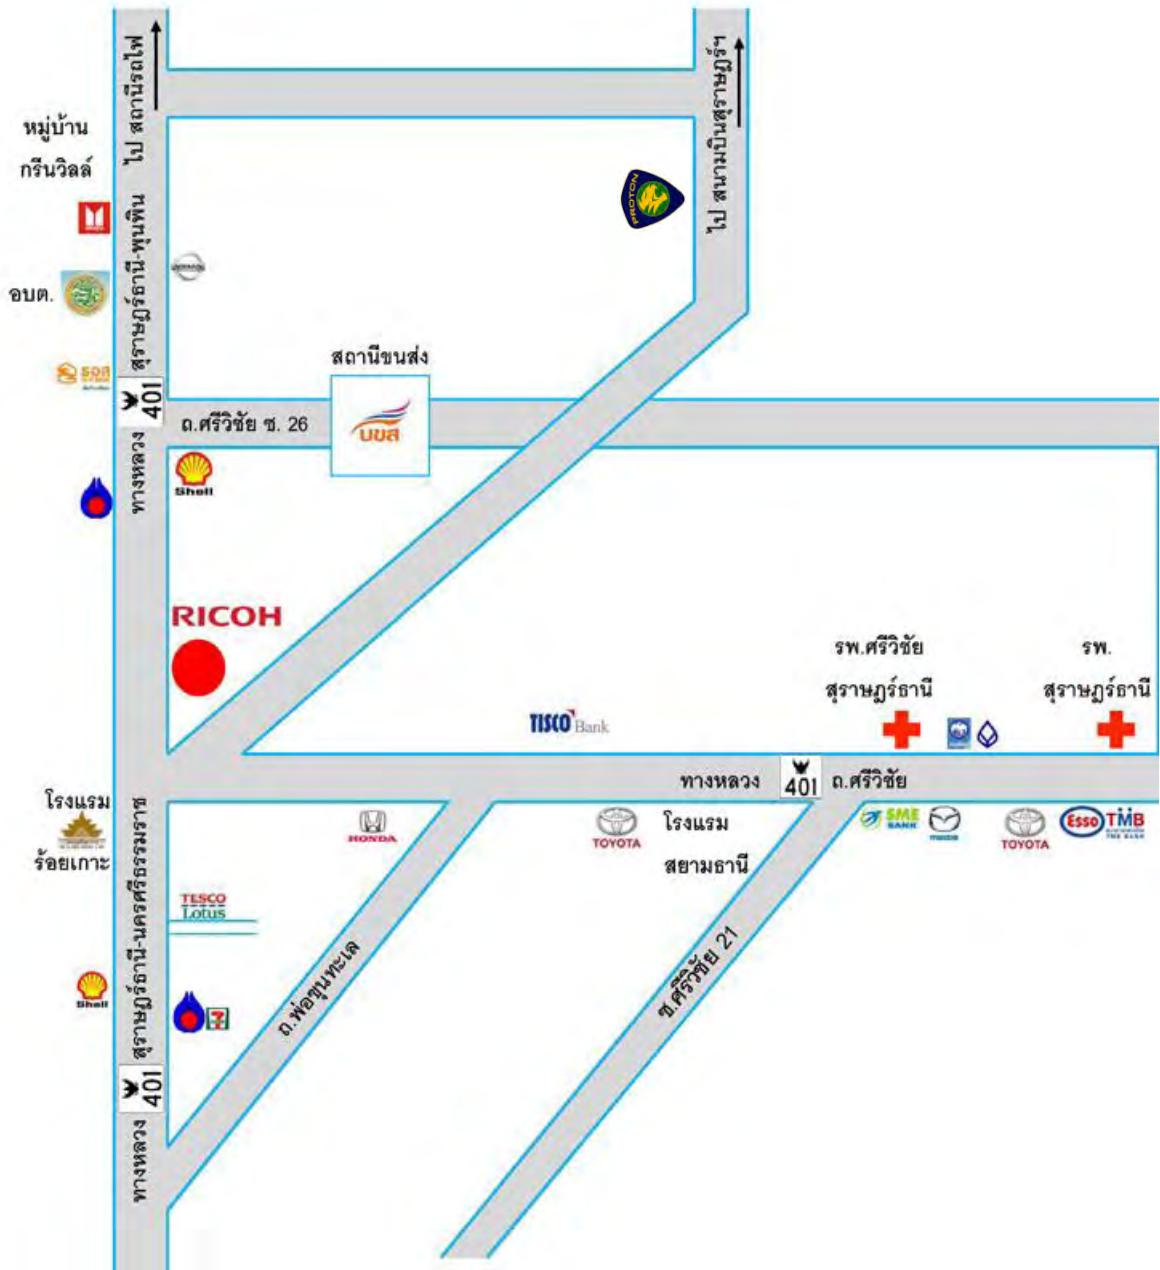 ไป สถานีรถไฟ
ไป สนามบินสุราษฎร์ฯ
หมู่บ้าน
กรีนวิลล์
PROTON
สุราษฎร์ธานี-พุนพิน
อบต.
ธอส
401
ทางหลวง
สถานีขนส่ง
บขส
ถ.ศรีวิชัย ซ. 26
Shell
RICOH
รพ.ศรีวิชัย
สุราษฎร์ธานี
รพ.
สุราษฎร์ธานี
TISCO Bank
ทางหลวง 401 ถ.ศรีวิชัย
โรงแรม
ร้อยเกาะ
HONDA
TOYOTA
โรงแรม
สยามธานี
SME
BANK
mazda
TOYOTA
Esso
TMB
สุราษฎร์ธานี-นครศรีธรรมราช
TESCO
Lotus
Shell
7
ถ.พ่อขุนทะเล
ซ.ศรีวิชัย 21
401
ทางหลวง